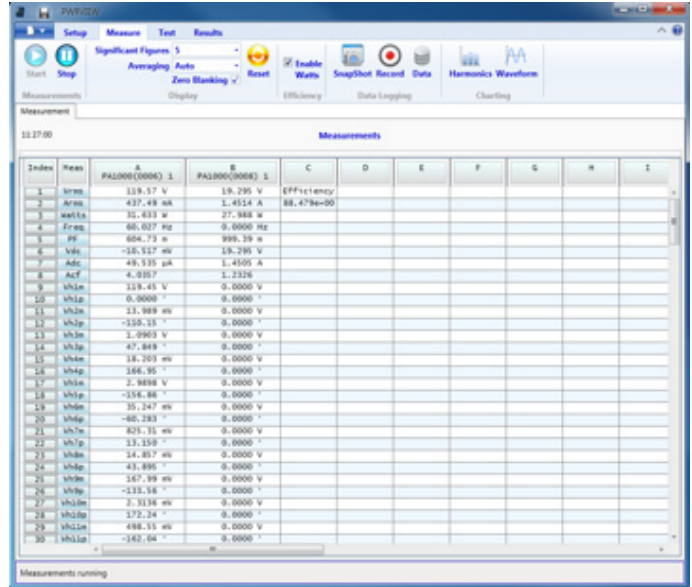 PWRVIEW
Setup Measure Test Results
Significant Figures 5
Averaging Auto
Zero Blanking
Start Stop Reset Enable Watts SnapShot Record Data Harmonics Waveform
Measurements Display Efficiency Data Logging Charting
Measurement
11:27:00 Measurements
Index Meas A B C D E F G H I
PA1000(0006) 1 PA1000(0006) 1
1 Vrms 119.57 V 19.295 V Efficiency
2 Arms 437.49 mA 1.4514 A 88.479e+00
3 Watts 31.633 W 27.988 W
4 Freq 60.027 Hz 0.0000 Hz
5 PF 604.73 m 999.39 m
6 Vdc -10.517 mV 19.295 V
7 Adc 49.535 µA 1.4505 A
8 Acf 4.0357 1.2326
9 Vh1m 119.45 V 0.0000 V
10 Vh1p 0.0000 ° 0.0000 °
11 Vh2m 13.989 mV 0.0000 V
12 Vh2p -110.15 ° 0.0000 °
13 Vh3m 1.0903 V 0.0000 V
14 Vh3p 47.849 ° 0.0000 °
15 Vh4m 18.203 mV 0.0000 V
16 Vh4p 166.95 ° 0.0000 °
17 Vh5m 2.9898 V 0.0000 V
18 Vh5p -156.86 ° 0.0000 °
19 Vh6m 35.247 mV 0.0000 V
20 Vh6p -60.283 ° 0.0000 °
21 Vh7m 825.31 mV 0.0000 V
22 Vh7p 13.150 ° 0.0000 °
23 Vh8m 14.857 mV 0.0000 V
24 Vh8p 43.895 ° 0.0000 °
25 Vh9m 167.99 mV 0.0000 V
26 Vh9p -133.56 ° 0.0000 °
27 Vh10m 2.3136 mV 0.0000 V
28 Vh10p 172.24 ° 0.0000 °
29 Vh11m 498.55 mV 0.0000 V
30 Vh11p -162.04 ° 0.0000 °
Measurements running